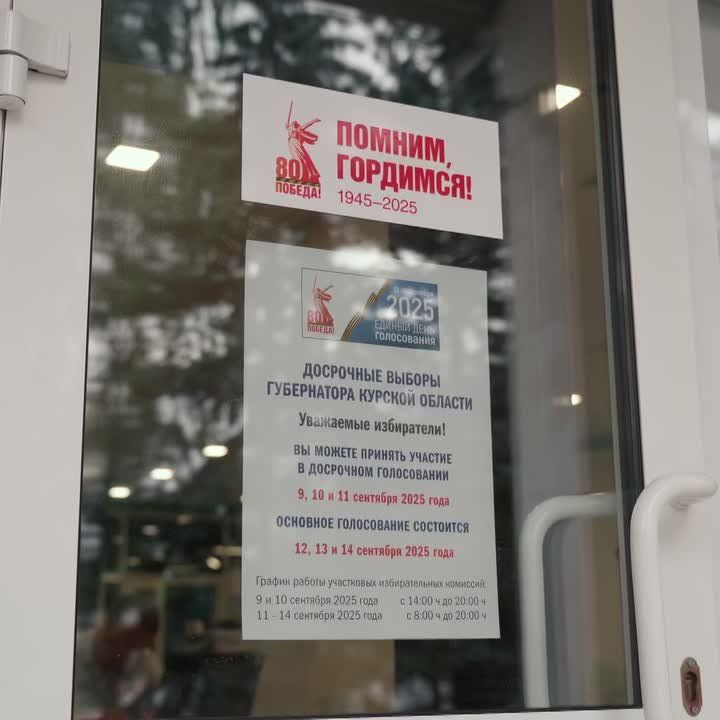 80
ПОБЕДА!
ПОМНИМ,
ГОРДИМСЯ!
1945–2025
80
ПОБЕДА!
2025
ЕДИНЫЙ ДЕНЬ
ГОЛОСОВАНИЯ
ДОСРОЧНЫЕ ВЫБОРЫ
ГУБЕРНАТОРА КУРСКОЙ ОБЛАСТИ
Уважаемые избиратели!
ВЫ МОЖЕТЕ ПРИНЯТЬ УЧАСТИЕ
В ДОСРОЧНОМ ГОЛОСОВАНИИ
9, 10 и 11 сентября 2025 года
ОСНОВНОЕ ГОЛОСОВАНИЕ СОСТОИТСЯ
12, 13 и 14 сентября 2025 года
График работы участковых избирательных комиссий:
9 и 10 сентября 2025 года с 14:00 ч до 20:00 ч
11 - 14 сентября 2025 года с 8:00 ч до 20:00 ч